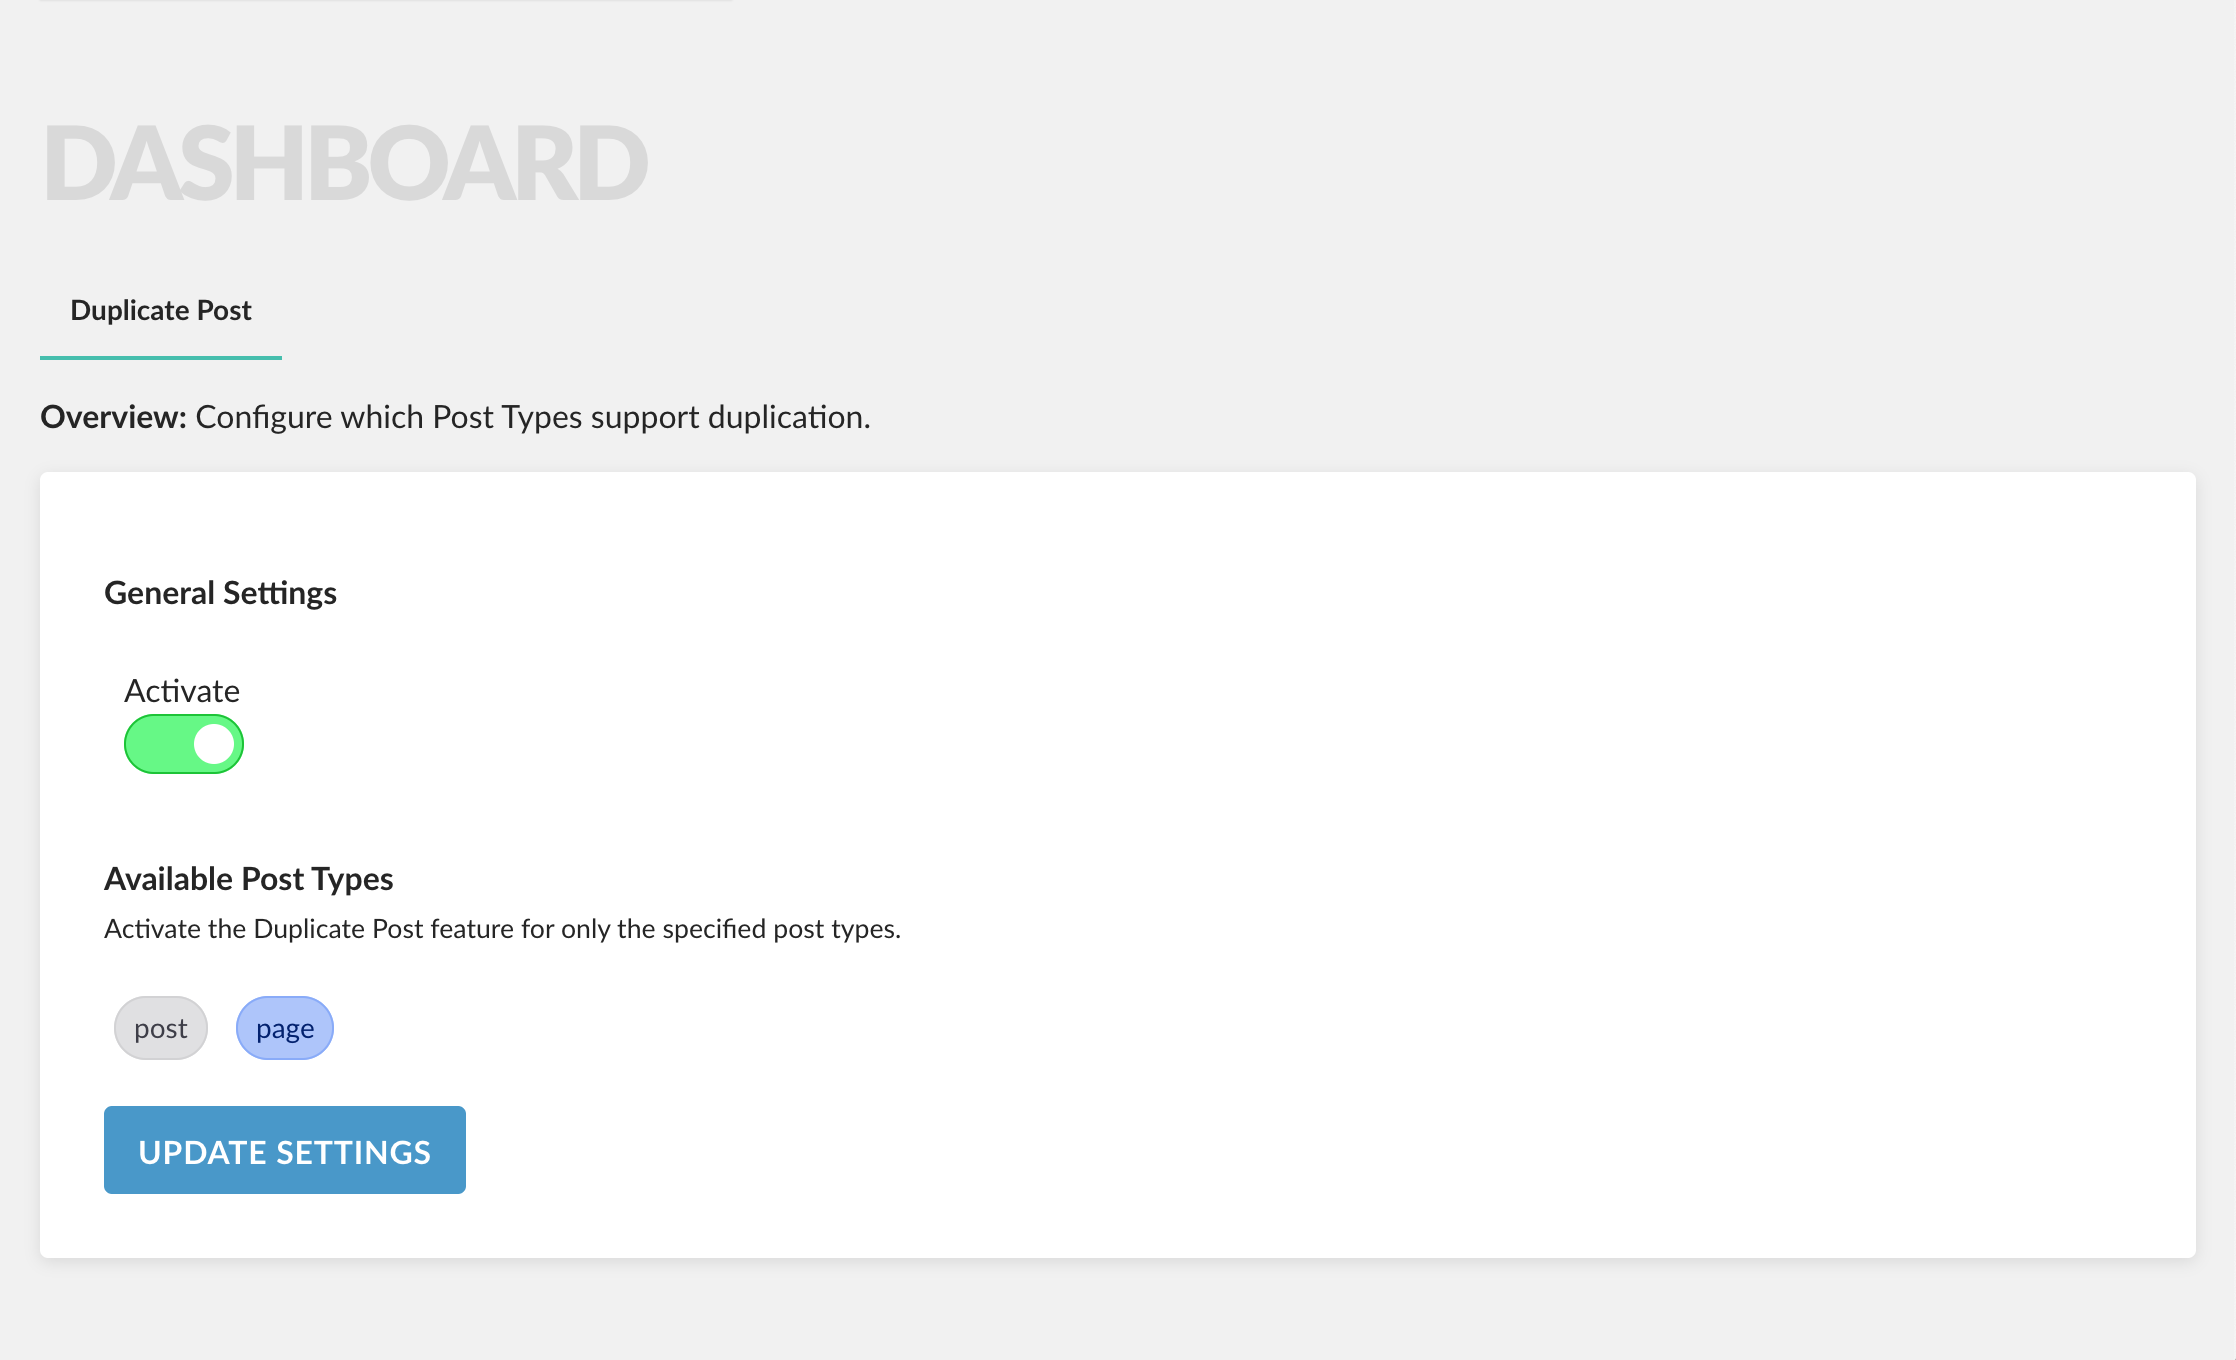 DASHBOARD
Duplicate Post
Overview: Configure which Post Types support duplication.
General Settings
Activate
Available Post Types
Activate the Duplicate Post feature for only the specified post types.
post page
UPDATE SETTINGS